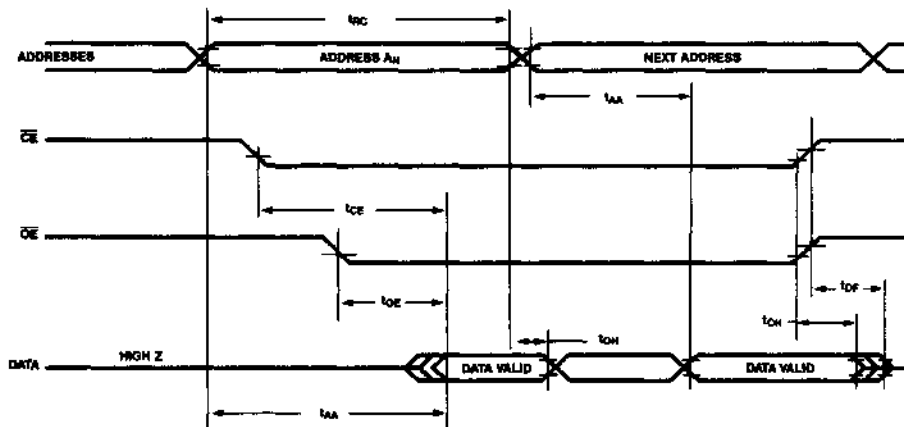 tRC
ADDRESSES ADDRESS AN NEXT ADDRESS
tAA
CE
tCE
OE
tOE tDF
tOH
tOH
DATA HIGH Z DATA VALID DATA VALID
tAA